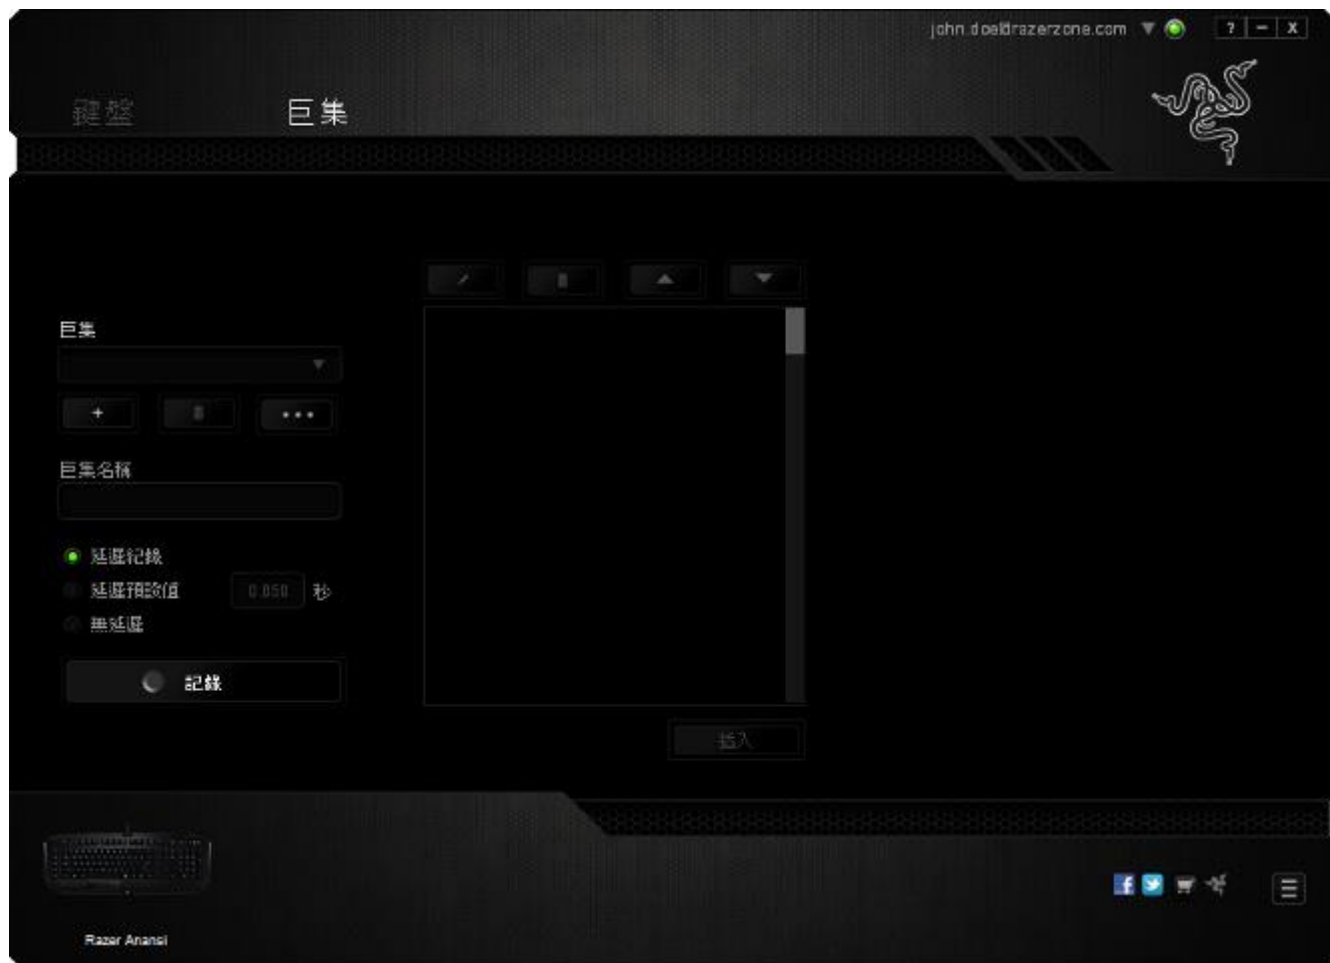 john.doe@razerzone.com
? - X
鍵盤 巨集
巨集
巨集名稱
延遲紀錄
延遲預設值 0.050 秒
無延遲
記錄
插入
Razer Anansi